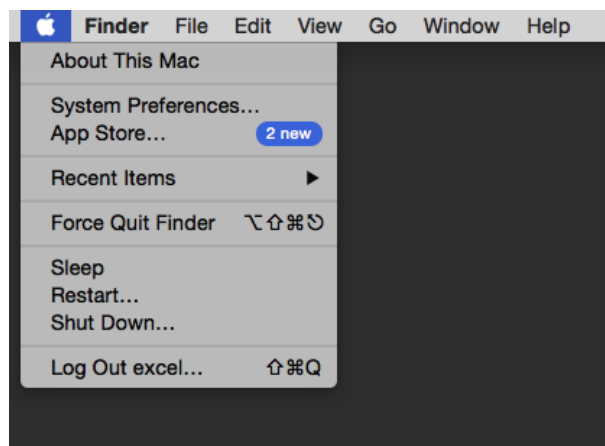 Finder File Edit View Go Window Help
About This Mac
System Preferences...
App Store... 2 new
Recent Items ▶
Force Quit Finder ⌥⇧⌘⎋
Sleep
Restart...
Shut Down...
Log Out excel... ⇧⌘Q